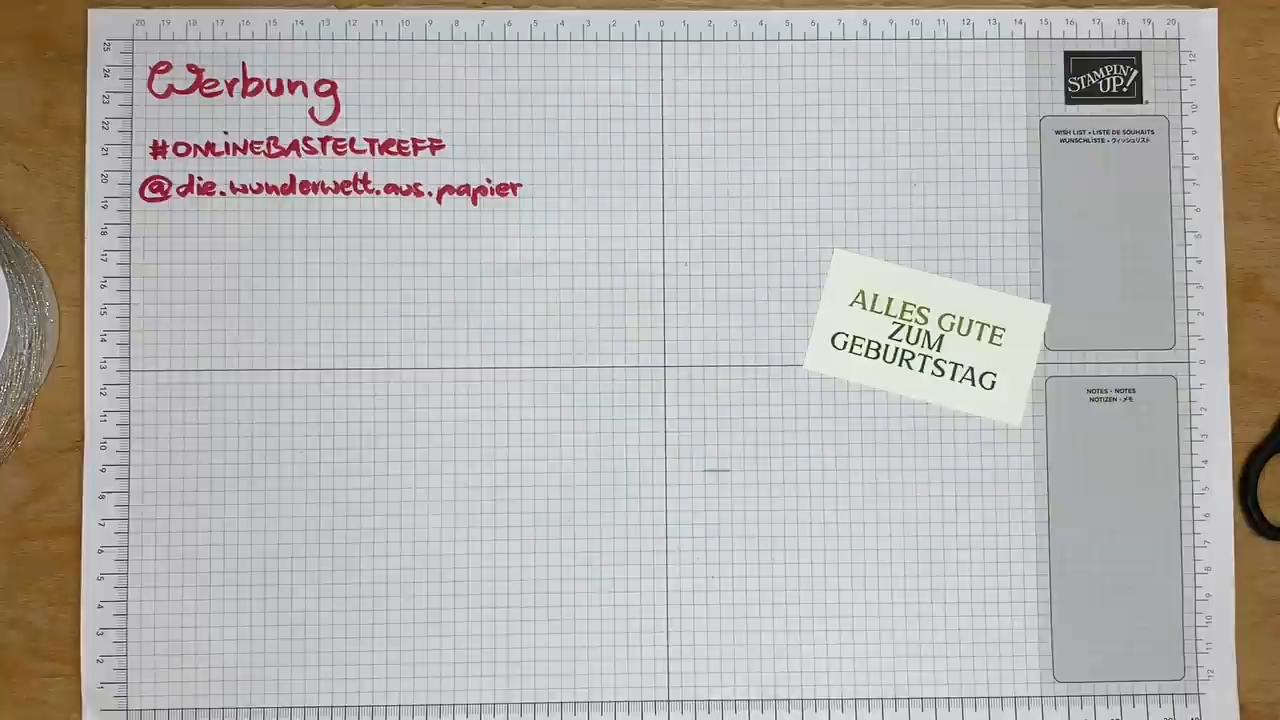 Werbung
#ONLINEBASTELTREFF
@die.wunderwelt.aus.papier
STAMPIN' UP!
WISH LIST • LISTE DE SOUHAITS
WUNSCHLISTE • ウィッシュリスト
ALLES GUTE
ZUM
GEBURTSTAG
NOTES • NOTES
NOTIZEN • メモ